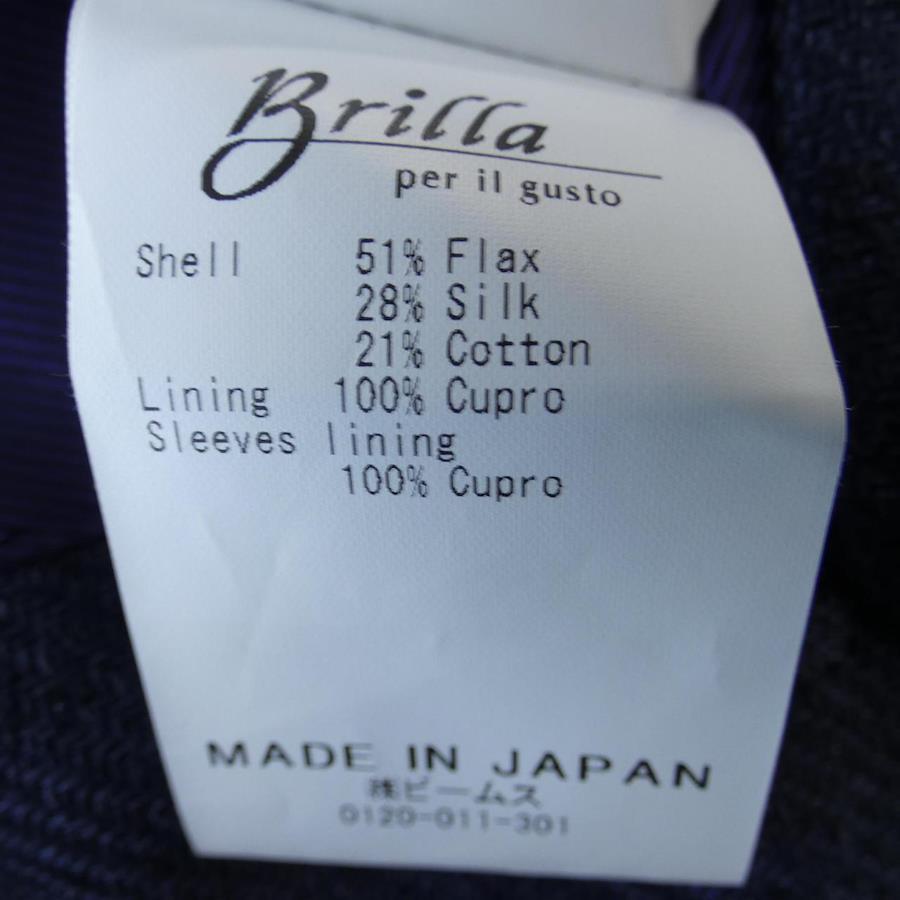 Brilla
per il gusto
Shell 51% Flax
28% Silk
21% Cotton
Lining 100% Cupro
Sleeves lining
100% Cupro
MADE IN JAPAN
㈱ビームス
0120-011-301